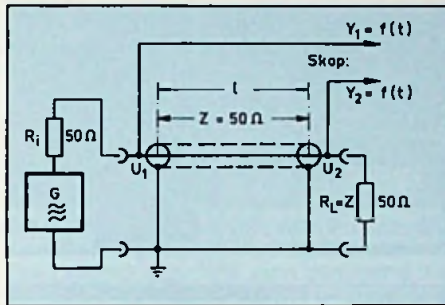 Y₁ = f(t)
Skop:
l
Y₂ = f(t)
Z = 50 Ω
Rᵢ 50 Ω
U₁ U₂
G
R_L = Z 50 Ω